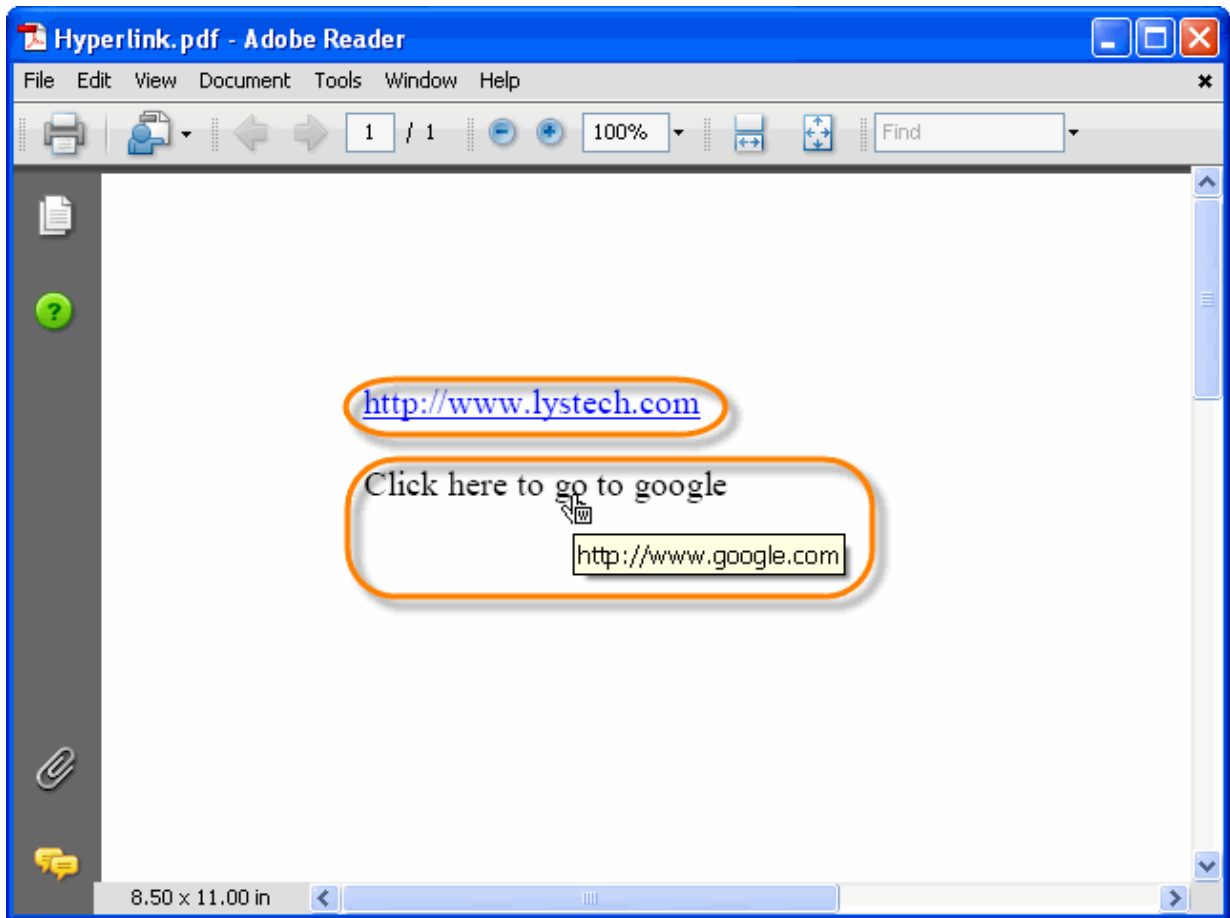 Hyperlink.pdf - Adobe Reader
File Edit View Document Tools Window Help
1 / 1 100% Find
http://www.lystech.com
Click here to go to google
http://www.google.com
8.50 x 11.00 in